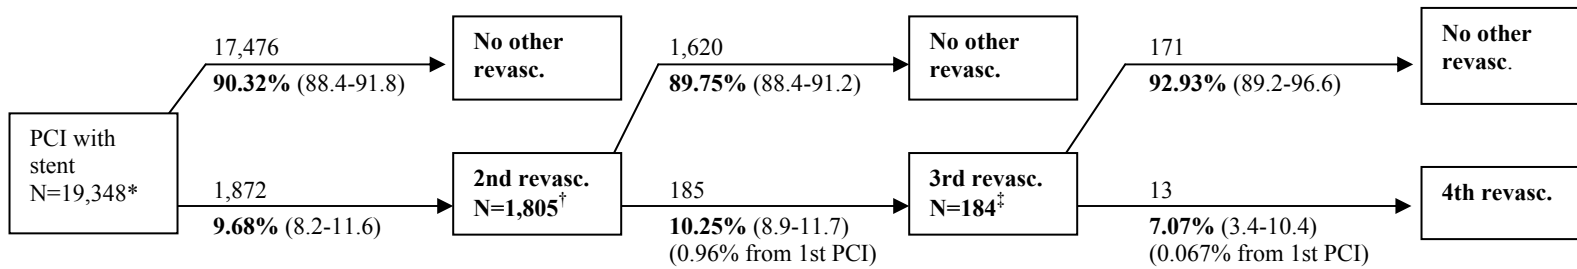 17,476
90.32% (88.4-91.8)
No other
revasc.
1,620
89.75% (88.4-91.2)
No other
revasc.
171
92.93% (89.2-96.6)
No other
revasc.
PCI with
stent
N=19,348*
1,872
9.68% (8.2-11.6)
2nd revasc.
N=1,805†
185
10.25% (8.9-11.7)
(0.96% from 1st PCI)
3rd revasc.
N=184‡
13
7.07% (3.4-10.4)
(0.067% from 1st PCI)
4th revasc.